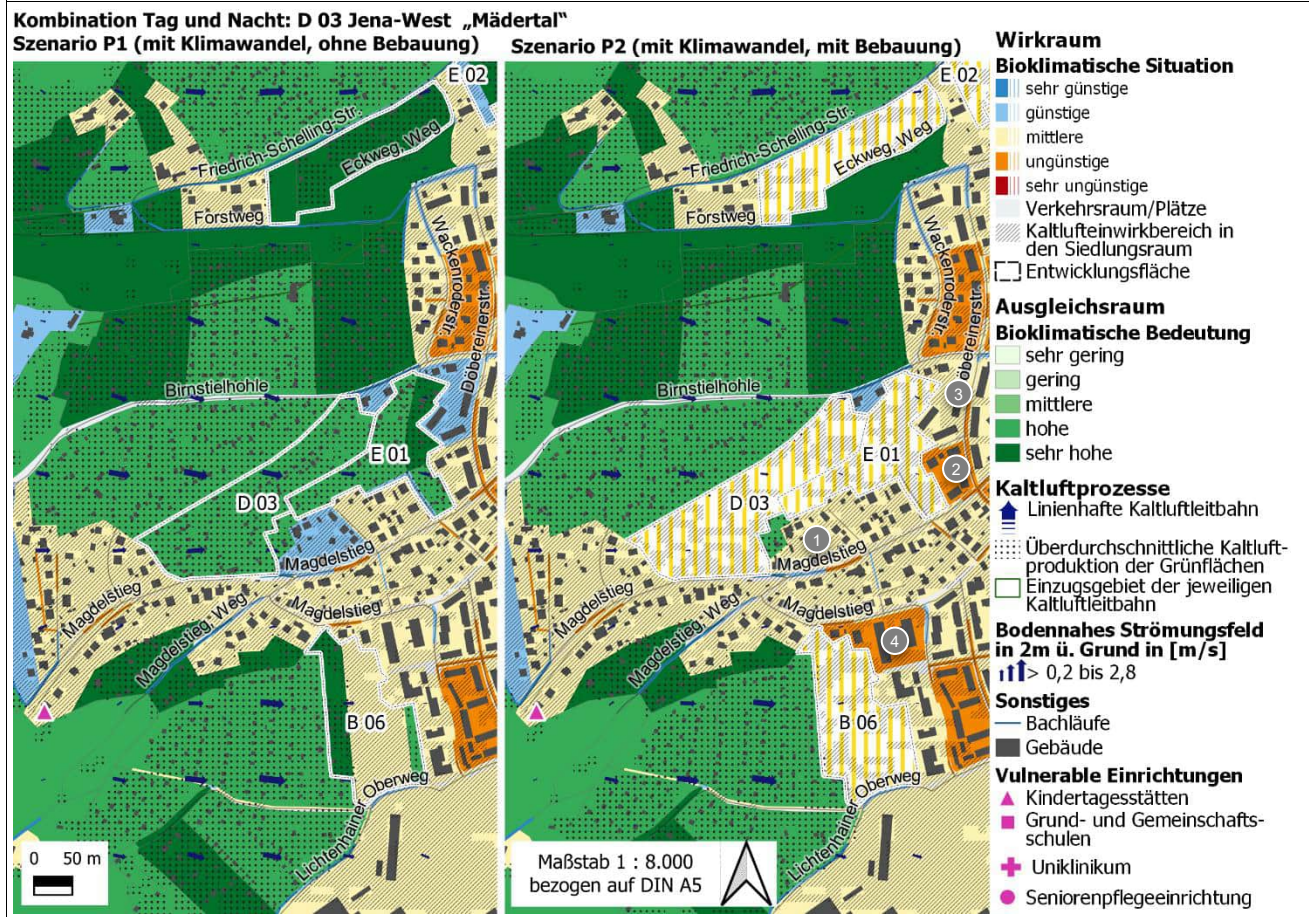 Kombination Tag und Nacht: D 03 Jena-West „Mädertal“
Szenario P1 (mit Klimawandel, ohne Bebauung)
Szenario P2 (mit Klimawandel, mit Bebauung)
E 02
Friedrich-Schelling-Str.
Eckweg, Weg
Forstweg
Wackenroderstr.
Döbereinerstr.
Birnstielhohle
E 01
D 03
Magdelstieg
Magdelstieg
Magdelstieg
Magdelstieg, Weg
B 06
Lichtenhainer Oberweg
0 50 m
E 02
Friedrich-Schelling-Str.
Eckweg, Weg
Forstweg
Wackenroderstr.
öbereinerstr.
Birnstielhohle
3
E 01
2
D 03
1
Magdelstieg
Magdelstieg
Magdelstieg
Magdelstieg, Weg
4
B 06
Lichtenhainer Oberweg
Maßstab 1 : 8.000
bezogen auf DIN A5
Wirkraum
Bioklimatische Situation
sehr günstige
günstige
mittlere
ungünstige
sehr ungünstige
Verkehrsraum/Plätze
Kaltlufteinwirkbereich in
den Siedlungsraum
Entwicklungsfläche
Ausgleichsraum
Bioklimatische Bedeutung
sehr gering
gering
mittlere
hohe
sehr hohe
Kaltluftprozesse
Linienhafte Kaltluftleitbahn
Überdurchschnittliche Kaltluft-
produktion der Grünflächen
Einzugsgebiet der jeweiligen
Kaltluftleitbahn
Bodennahes Strömungsfeld
in 2m ü. Grund in [m/s]
> 0,2 bis 2,8
Sonstiges
Bachläufe
Gebäude
Vulnerable Einrichtungen
Kindertagesstätten
Grund- und Gemeinschafts-
schulen
Uniklinikum
Seniorenpflegeeinrichtung